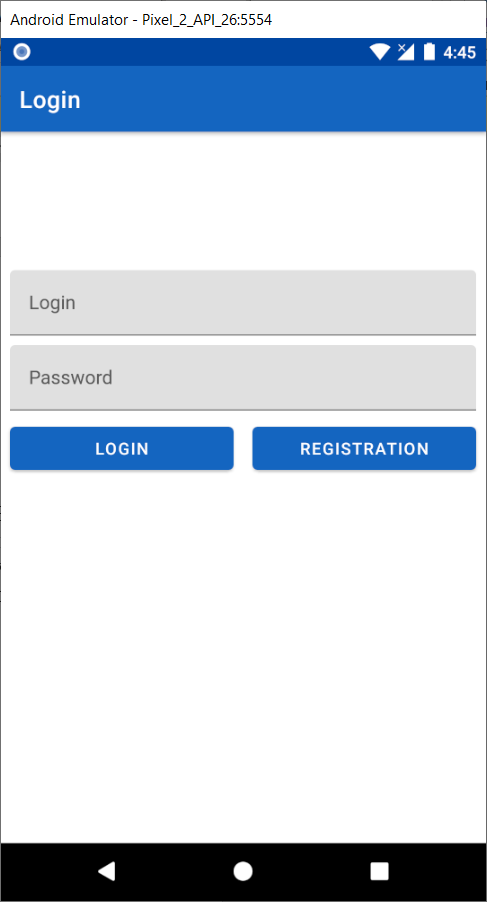 Android Emulator - Pixel_2_API_26:5554
4:45
Login
Login
Password
LOGIN
REGISTRATION